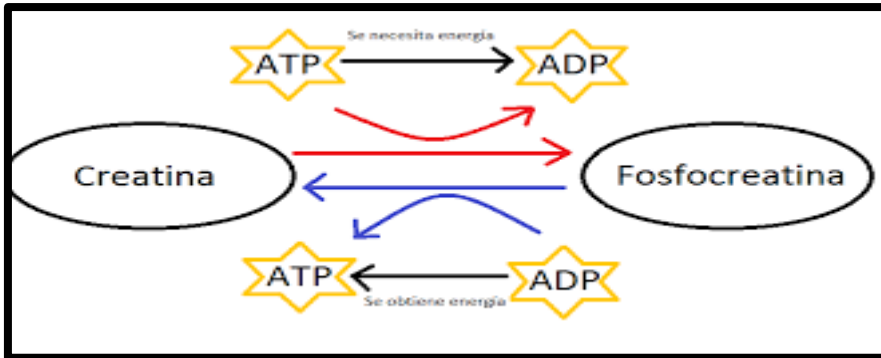 Se necesita energía
ATP
ADP
Creatina
Fosfocreatina
ATP
ADP
Se obtiene energía